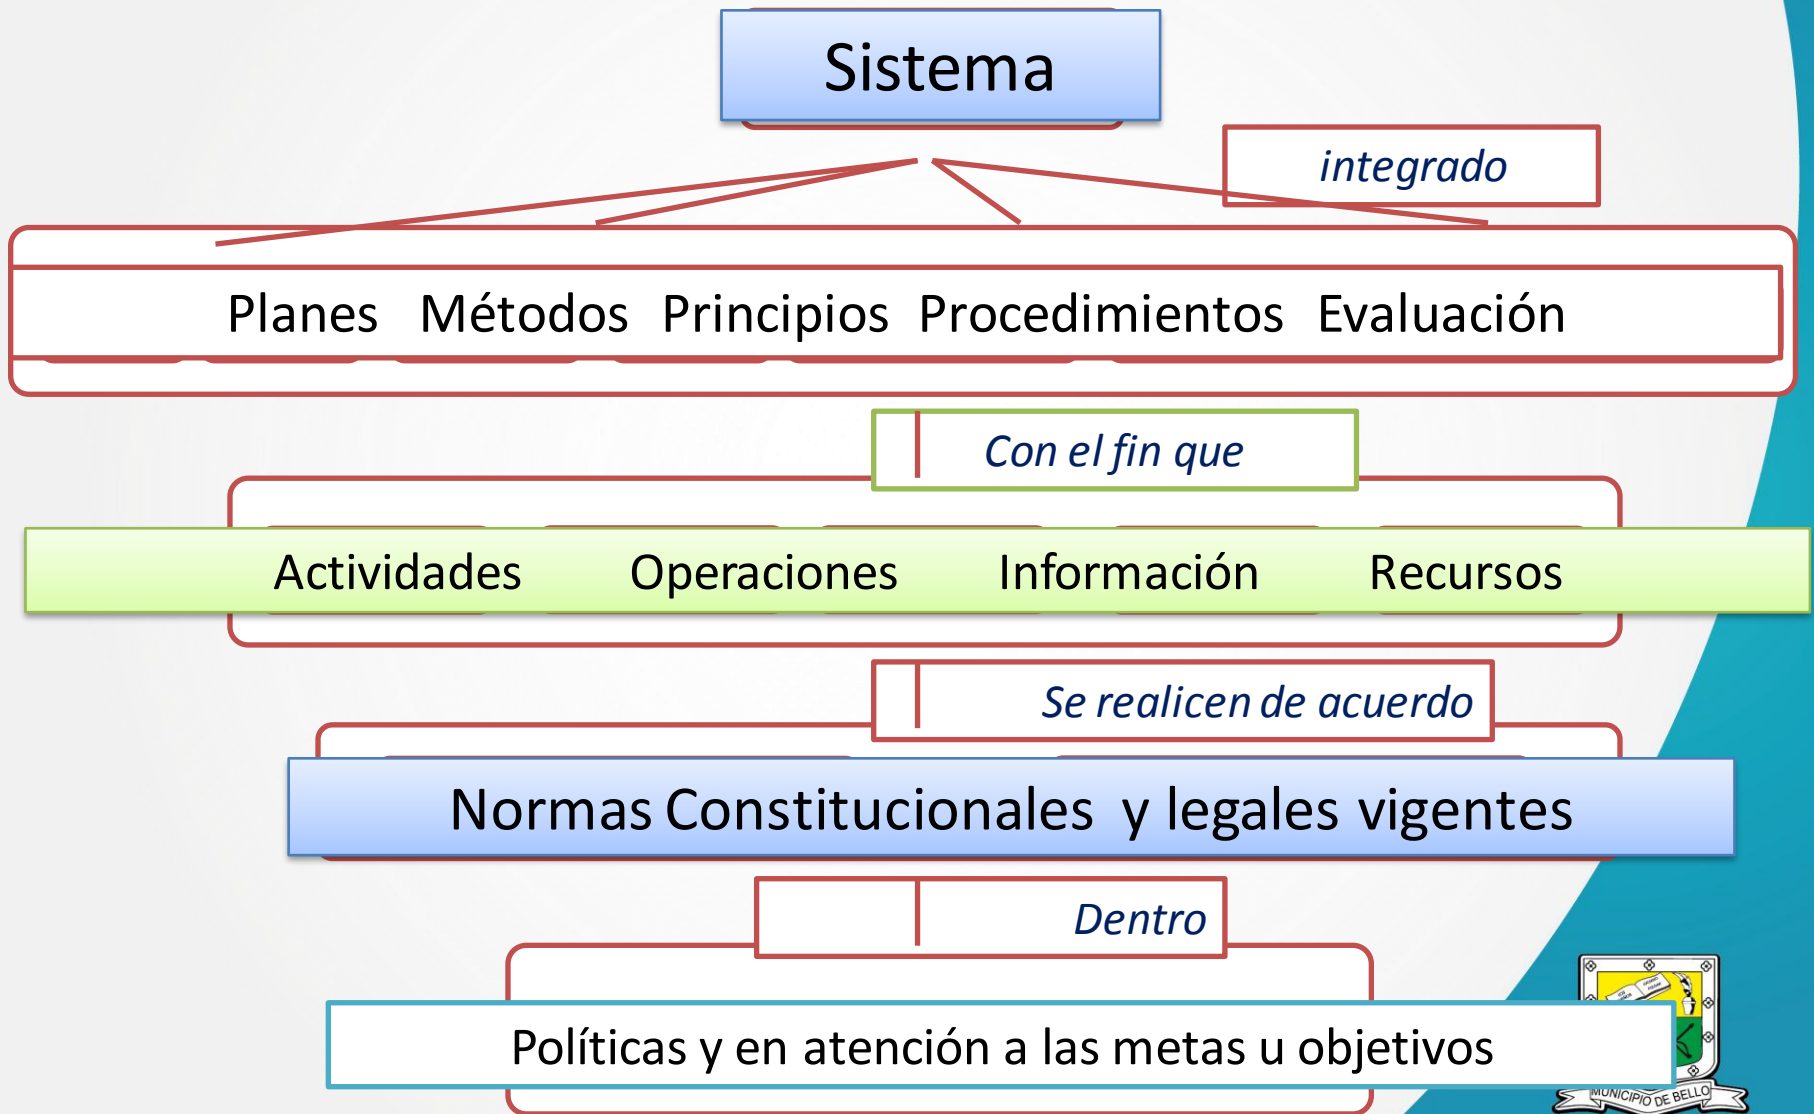 Sistema
integrado
Planes Métodos Principios Procedimientos Evaluación
Con el fin que
Actividades Operaciones Información Recursos
Se realicen de acuerdo
Normas Constitucionales y legales vigentes
Dentro
Políticas y en atención a las metas u objetivos
MUNICIPIO DE BELLO